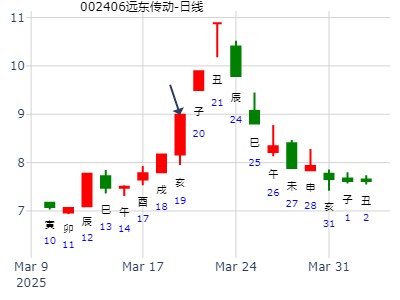 002406远东传动-日线
11
10
9
8
7
寅
10
卯
11
辰
12
巳
13
午
14
酉
17
戌
18
亥
19
子
20
丑
21
辰
24
巳
25
午
26
未
27
申
28
亥
31
子
1
丑
2
Mar 9
2025
Mar 17
Mar 24
Mar 31